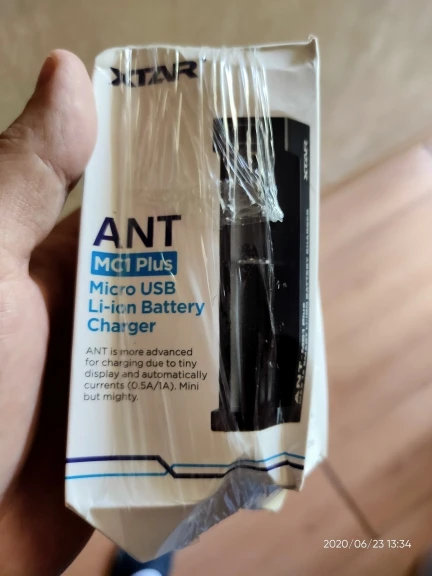 XTAR
XTAR
ANT
MC1 Plus
Micro USB
Li-ion Battery
Charger
ANT is more advanced
for charging due to tiny
display and automatically
currents (0.5A/1A). Mini
but mighty.
2020/06/23 13:34